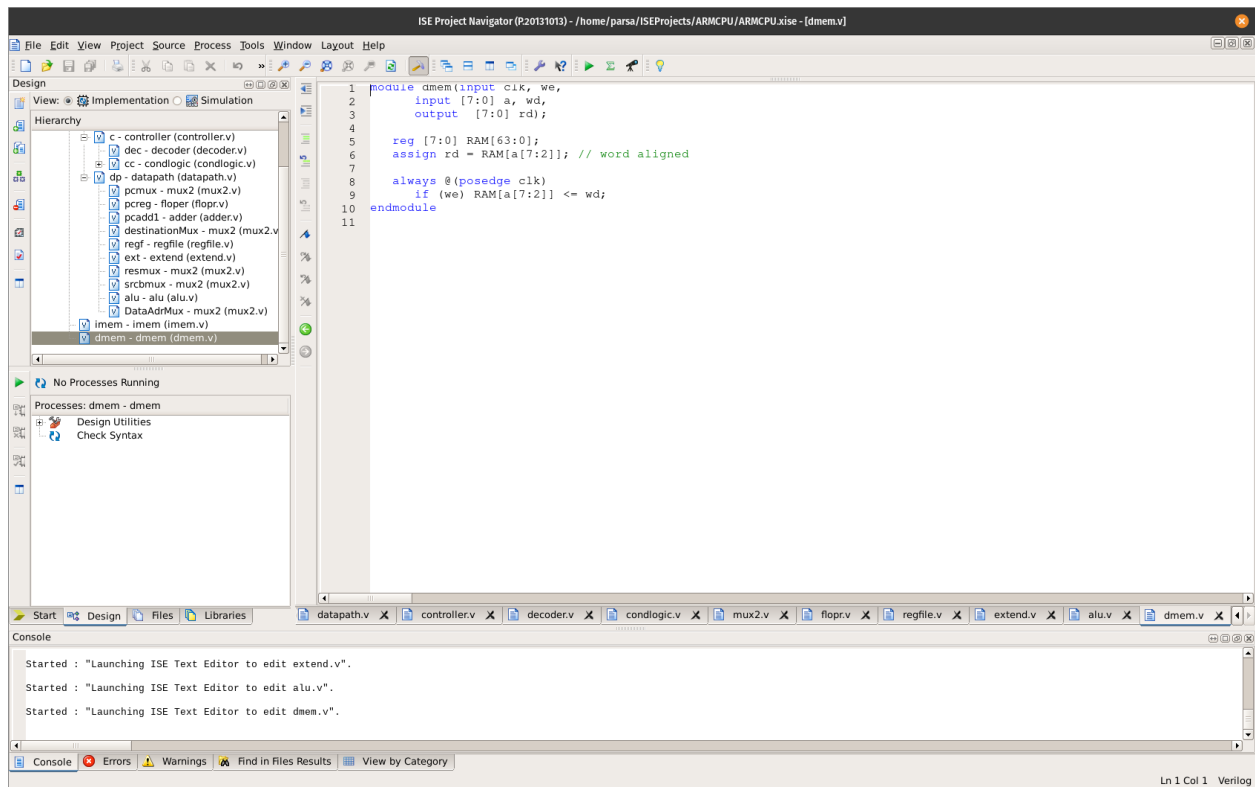 ISE Project Navigator (P.20131013) - /home/parsa/ISEProjects/ARMCPU/ARMCPU.xise - [dmem.v]
File Edit View Project Source Process Tools Window Layout Help
Design
View: Implementation Simulation
Hierarchy
c - controller (controller.v)
dec - decoder (decoder.v)
cc - condlogic (condlogic.v)
dp - datapath (datapath.v)
pcmux - mux2 (mux2.v)
pcreg - floper (flopr.v)
pcadd1 - adder (adder.v)
destinationMux - mux2 (mux2.v
regf - regfile (regfile.v)
ext - extend (extend.v)
resmux - mux2 (mux2.v)
srcbmux - mux2 (mux2.v)
alu - alu (alu.v)
DataAdrMux - mux2 (mux2.v)
imem - imem (imem.v)
dmem - dmem (dmem.v)
No Processes Running
Processes: dmem - dmem
Design Utilities
Check Syntax
Start Design Files Libraries
1 module dmem(input clk, we,
2 input [7:0] a, wd,
3 output [7:0] rd);
4
5 reg [7:0] RAM[63:0];
6 assign rd = RAM[a[7:2]]; // word aligned
7
8 always @(posedge clk)
9 if (we) RAM[a[7:2]] <= wd;
10 endmodule
11
datapath.v controller.v decoder.v condlogic.v mux2.v flopr.v regfile.v extend.v alu.v dmem.v
Console
Started : "Launching ISE Text Editor to edit extend.v".
Started : "Launching ISE Text Editor to edit alu.v".
Started : "Launching ISE Text Editor to edit dmem.v".
Console Errors Warnings Find in Files Results View by Category
Ln 1 Col 1 Verilog